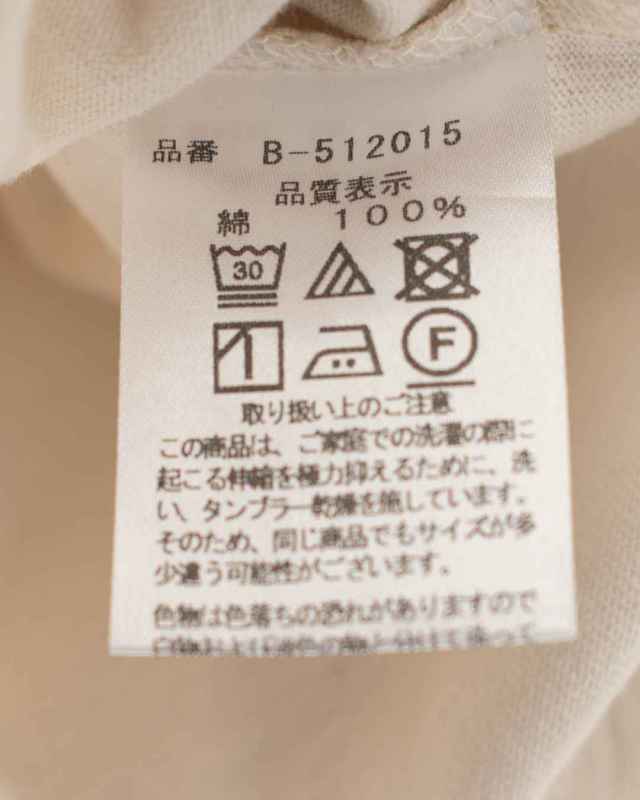 品番 B-512015
品質表示
綿 100%
30
F
取り扱い上のご注意
この商品は、ご家庭での洗濯の際に
起こる伸縮を極力抑えるために、洗
い、タンブラー乾燥を施しています。
そのため、同じ商品でもサイズが多
少違う可能性がございます。
色物は色落ちの恐れがありますので